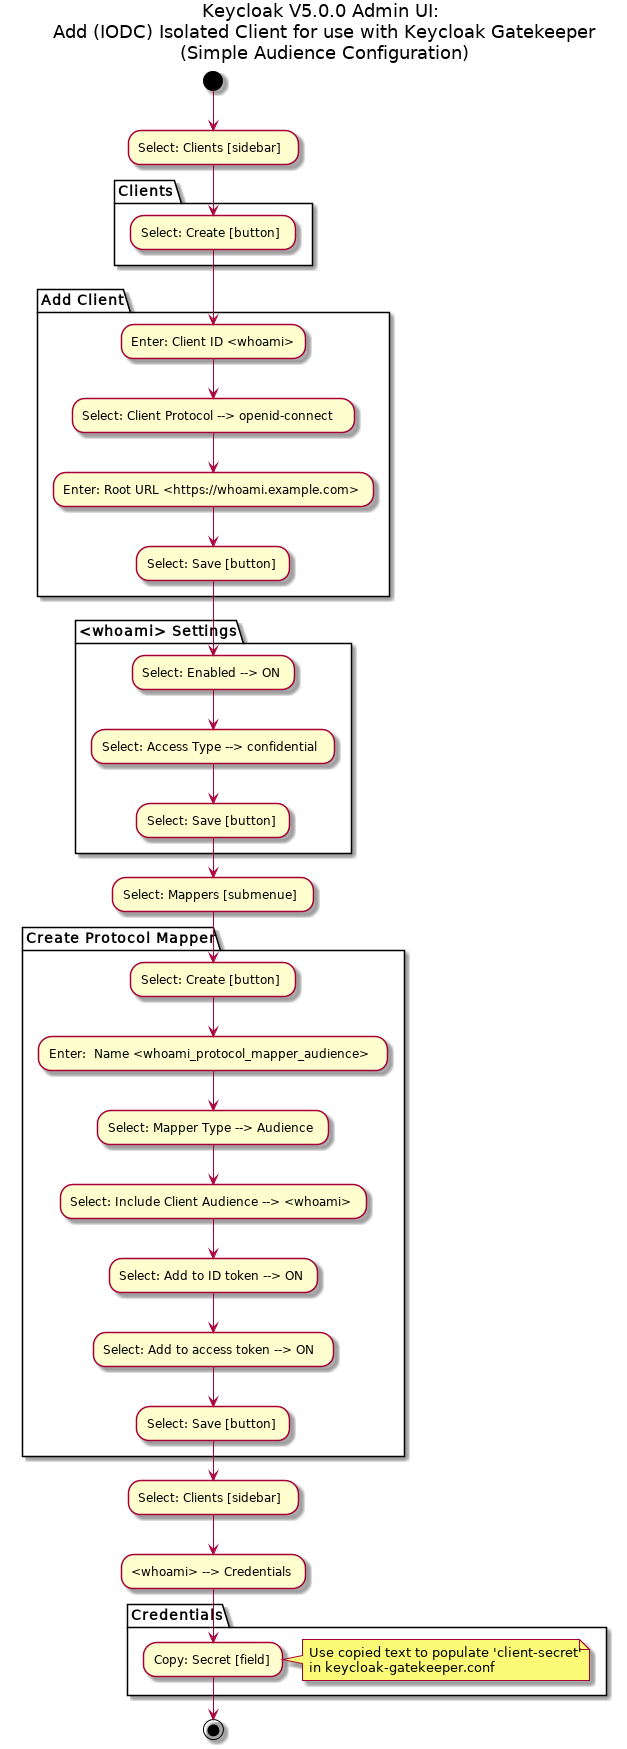 Keycloak V5.0.0 Admin UI:
Add (IODC) Isolated Client for use with Keycloak Gatekeeper
(Simple Audience Configuration)
Select: Clients [sidebar]
Clients
Select: Create [button]
Add Client
Enter: Client ID <whoami>
Select: Client Protocol --> openid-connect
Enter: Root URL <https://whoami.example.com>
Select: Save [button]
<whoami> Settings
Select: Enabled --> ON
Select: Access Type --> confidential
Select: Save [button]
Select: Mappers [submenue]
Create Protocol Mapper
Select: Create [button]
Enter:  Name <whoami_protocol_mapper_audience>
Select: Mapper Type --> Audience
Select: Include Client Audience --> <whoami>
Select: Add to ID token --> ON
Select: Add to access token --> ON
Select: Save [button]
Select: Clients [sidebar]
<whoami> --> Credentials
Credentials
Copy: Secret [field]
Use copied text to populate 'client-secret'
in keycloak-gatekeeper.conf